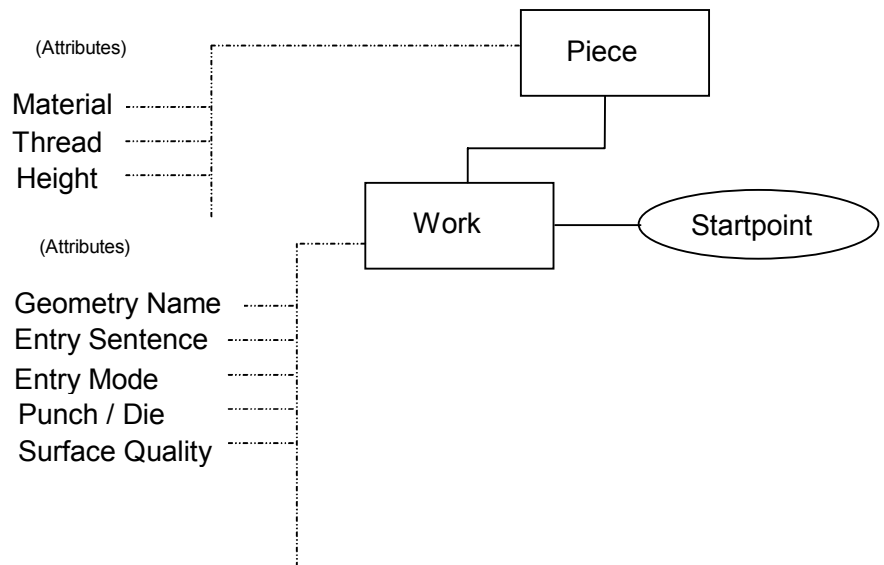 (Attributes)
Piece
Material
Thread
Height
Work
Startpoint
(Attributes)
Geometry Name
Entry Sentence
Entry Mode
Punch / Die
Surface Quality